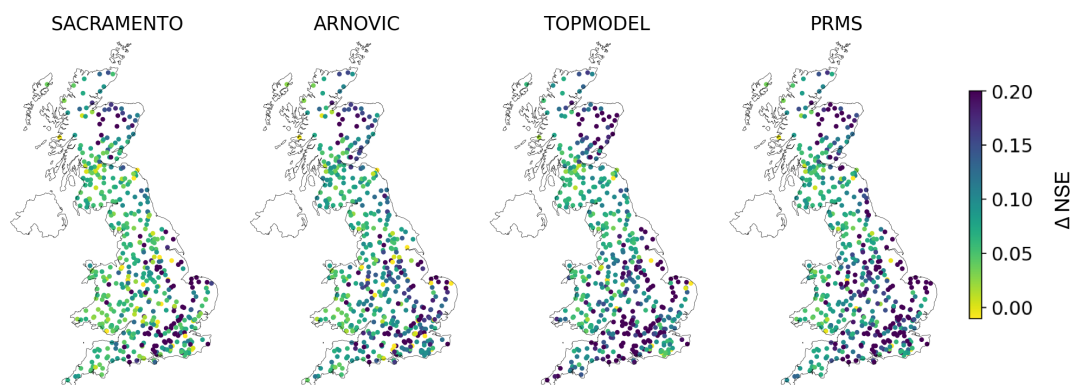 SACRAMENTO ARNOVIC TOPMODEL PRMS
0.20
0.15
0.10
0.05
0.00
Δ NSE